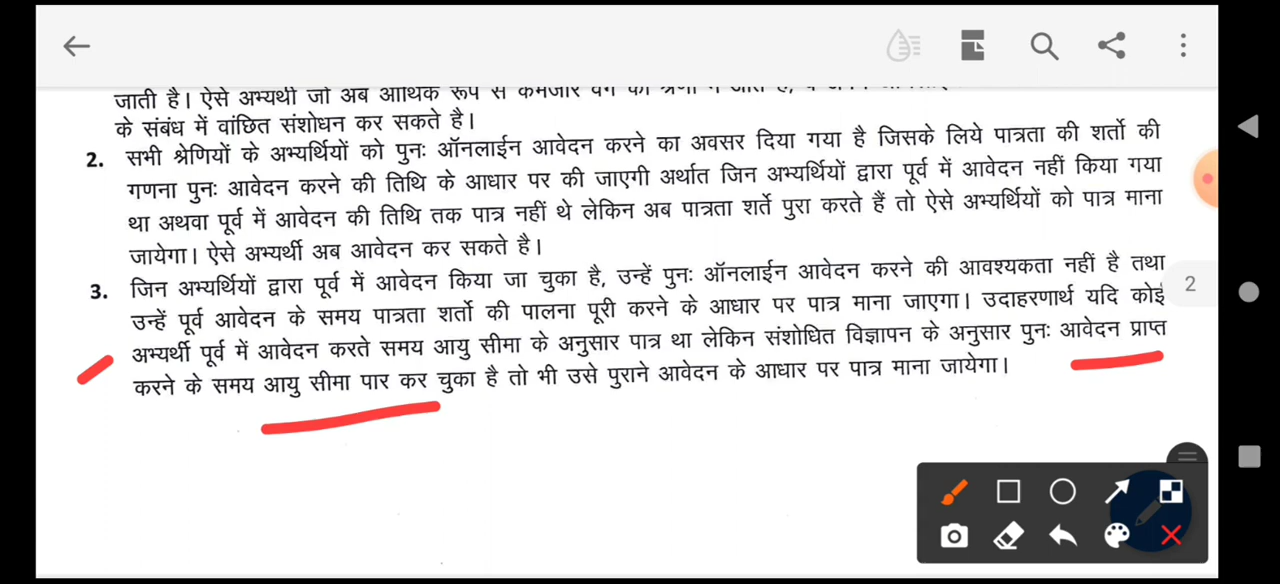 जाती है। ऐसे अभ्यर्थी जो अब आर्थिक रूप से कमजोर वर्ग
के संबंध में वांछित संशोधन कर सकते है।
2. सभी श्रेणियों के अभ्यर्थियों को पुनः ऑनलाईन आवेदन करने का अवसर दिया गया है जिसके लिये पात्रता की शर्तो की
गणना पुनः आवेदन करने की तिथि के आधार पर की जाएगी अर्थात जिन अभ्यर्थियों द्वारा पूर्व में आवेदन नहीं किया गया
था अथवा पूर्व में आवेदन की तिथि तक पात्र नहीं थे लेकिन अब पात्रता शर्ते पुरा करते हैं तो ऐसे अभ्यर्थियों को पात्र माना
जायेगा। ऐसे अभ्यर्थी अब आवेदन कर सकते है।
3. जिन अभ्यर्थियों द्वारा पूर्व में आवेदन किया जा चुका है, उन्हें पुनः ऑनलाईन आवेदन करने की आवश्यकता नहीं है तथा
उन्हें पूर्व आवेदन के समय पात्रता शर्तो की पालना पूरी करने के आधार पर पात्र माना जाएगा। उदाहरणार्थ यदि कोई
अभ्यर्थी पूर्व में आवेदन करते समय आयु सीमा के अनुसार पात्र था लेकिन संशोधित विज्ञापन के अनुसार पुनः आवेदन प्राप्त
करने के समय आयु सीमा पार कर चुका है तो भी उसे पुराने आवेदन के आधार पर पात्र माना जायेगा।
2